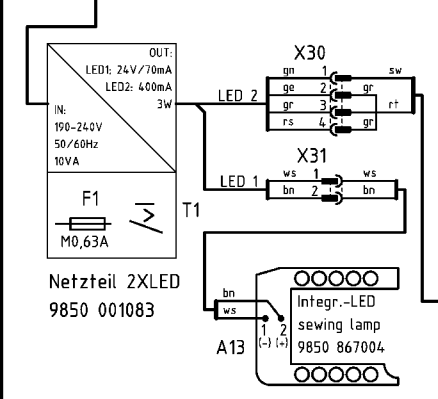 OUT:
LED1: 24V/70mA
LED2: 400mA
3W
IN:
190-240V
50/60Hz
10VA
F1
M0,63A
T1
Netzteil 2XLED
9850 001083
LED 2
X30
gn 1 sw
ge 2 gr
gr 3 rt
rs 4 gr
X31
LED 1
ws 1 ws
bn 2 bn
bn
ws
1 2
(-) (+)
A13
Integr.-LED
sewing lamp
9850 867004